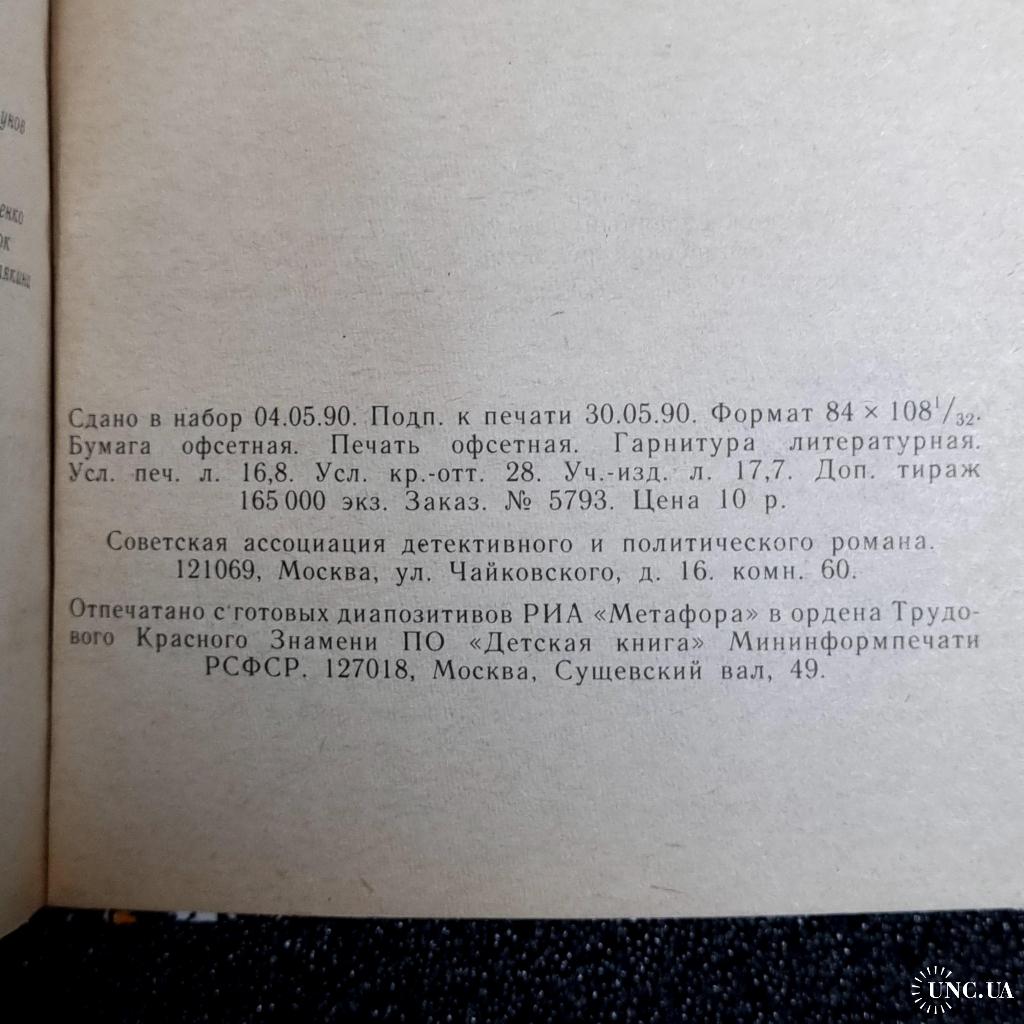 Сдано в набор 04.05.90. Подп. к печати 30.05.90. Формат 84 × 108 1/32.
Бумага офсетная. Печать офсетная. Гарнитура литературная.
Усл. печ. л. 16,8. Усл. кр.-отт. 28. Уч.-изд. л. 17,7. Доп. тираж
165 000 экз. Заказ. № 5793. Цена 10 р.
Советская ассоциация детективного и политического романа.
121069, Москва, ул. Чайковского, д. 16. комн. 60.
Отпечатано с готовых диапозитивов РИА «Метафора» в ордена Трудо-
вого Красного Знамени ПО «Детская книга» Мининформпечати
РСФСР. 127018, Москва, Сущевский вал, 49.
UNC.UA